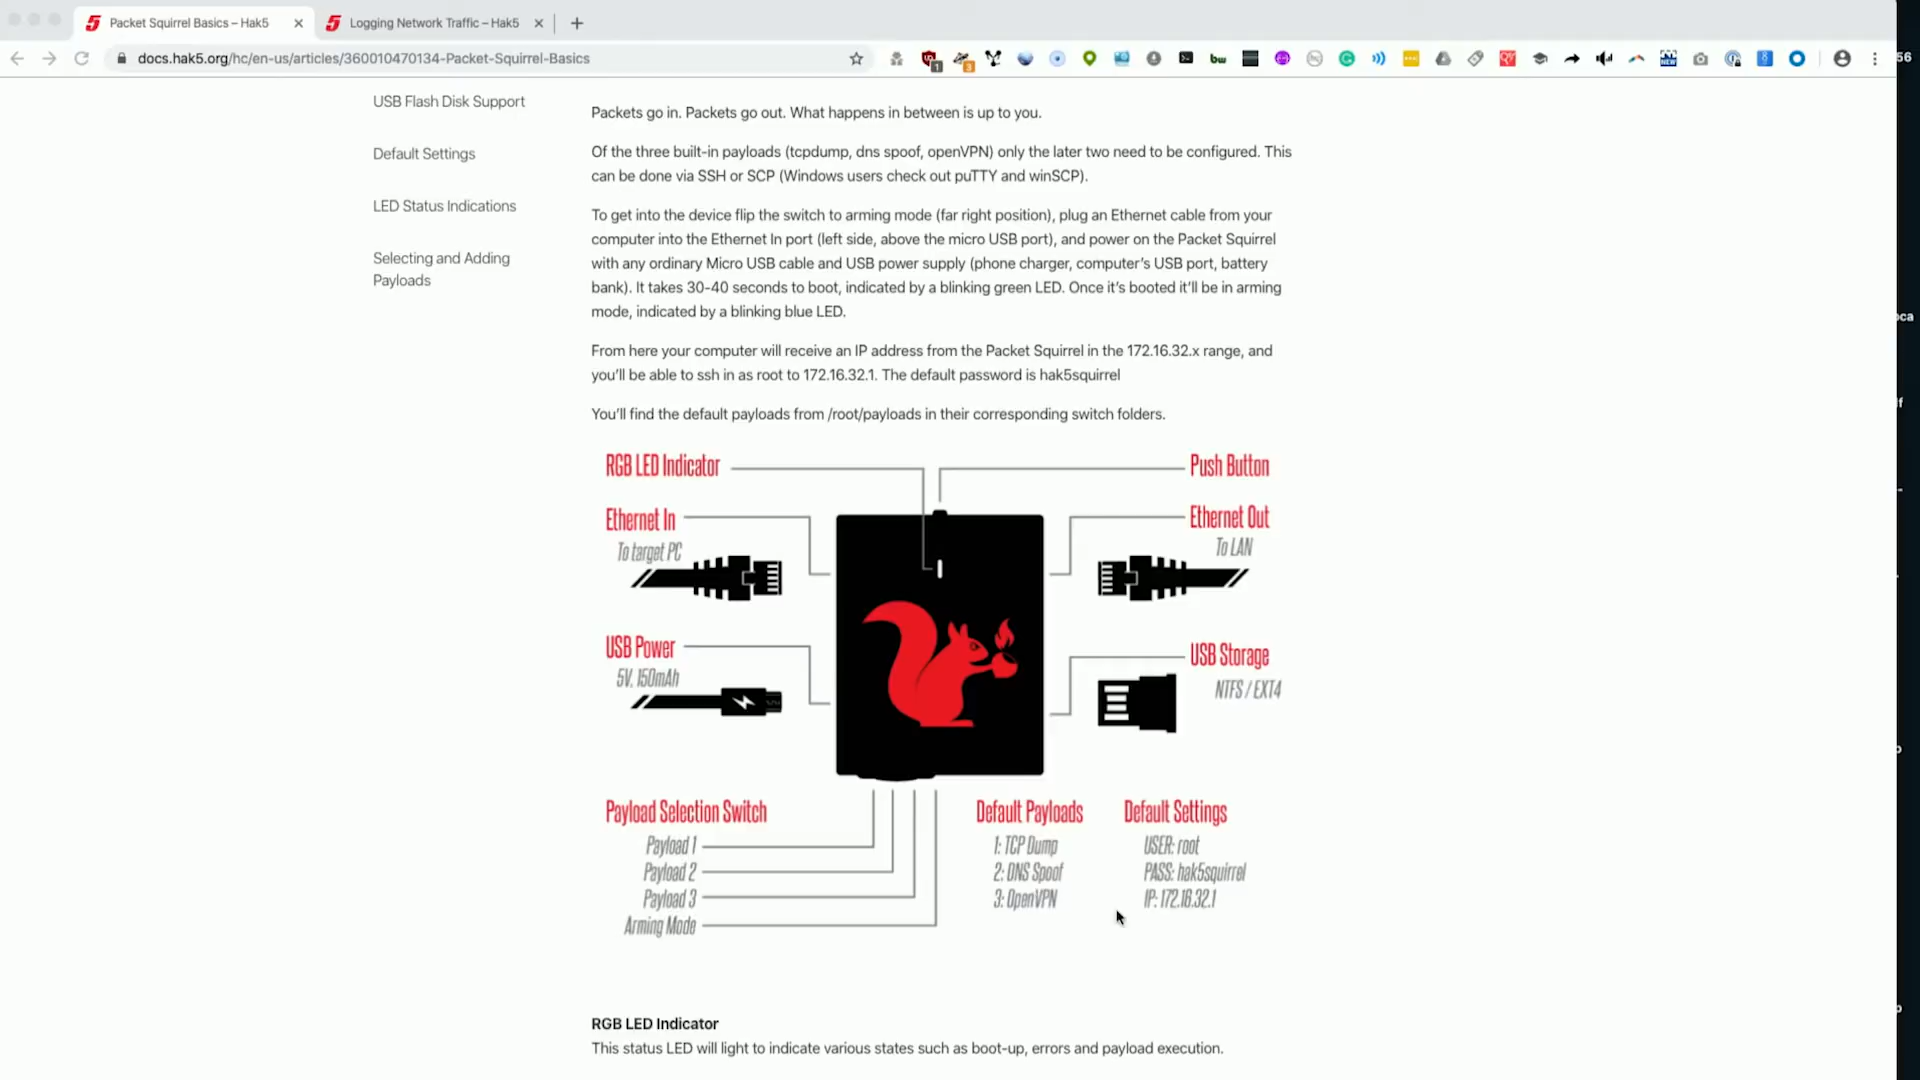 Packet Squirrel Basics – Hak5
Logging Network Traffic – Hak5
docs.hak5.org/hc/en-us/articles/360010470134-Packet-Squirrel-Basics
56
USB Flash Disk Support
Default Settings
LED Status Indications
Selecting and Adding
Payloads
Packets go in. Packets go out. What happens in between is up to you.
Of the three built-in payloads (tcpdump, dns spoof, openVPN) only the later two need to be configured. This
can be done via SSH or SCP (Windows users check out puTTY and winSCP).
To get into the device flip the switch to arming mode (far right position), plug an Ethernet cable from your
computer into the Ethernet In port (left side, above the micro USB port), and power on the Packet Squirrel
with any ordinary Micro USB cable and USB power supply (phone charger, computer's USB port, battery
bank). It takes 30-40 seconds to boot, indicated by a blinking green LED. Once it's booted it'll be in arming
mode, indicated by a blinking blue LED.
From here your computer will receive an IP address from the Packet Squirrel in the 172.16.32.x range, and
you'll be able to ssh in as root to 172.16.32.1. The default password is hak5squirrel
You'll find the default payloads from /root/payloads in their corresponding switch folders.
RGB LED Indicator
Push Button
Ethernet In
To target PC
Ethernet Out
To LAN
USB Power
5V, 150mAh
USB Storage
NTFS / EXT4
Payload Selection Switch
Payload 1
Payload 2
Payload 3
Arming Mode
Default Payloads
1: TCP Dump
2: DNS Spoof
3: OpenVPN
Default Settings
USER: root
PASS: hak5squirrel
IP: 172.16.32.1
RGB LED Indicator
This status LED will light to indicate various states such as boot-up, errors and payload execution.